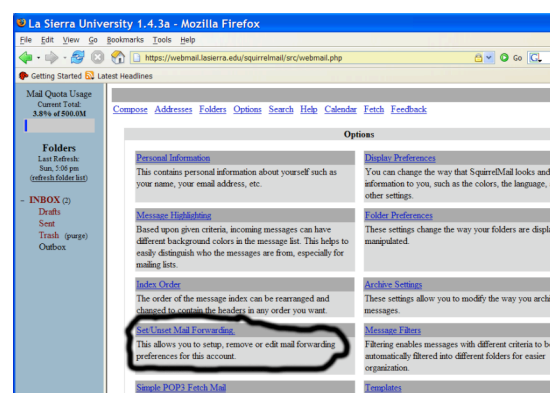 La Sierra University 1.4.3a - Mozilla Firefox
File Edit View Go Bookmarks Tools Help
https://webmail.lasierra.edu/squirrelmail/src/webmail.php Go
Getting Started Latest Headlines
Mail Quota Usage
Current Total:
3.8% of 500.0M
Folders
Last Refresh:
Sun, 5:06 pm
(refresh folder list)
- INBOX (2)
Drafts
Sent
Trash (purge)
Outbox
Compose Addresses Folders Options Search Help Calendar Fetch Feedback
Options
Personal Information
This contains personal information about yourself such as
your name, your email address, etc.
Display Preferences
You can change the way that SquirrelMail looks and
information to you, such as the colors, the language,
other settings.
Message Highlighting
Based upon given criteria, incoming messages can have
different background colors in the message list. This helps to
easily distinguish who the messages are from, especially for
mailing lists.
Folder Preferences
These settings change the way your folders are displa
manipulated.
Index Order
The order of the message index can be rearranged and
changed to contain the headers in any order you want.
Archive Settings
These settings allow you to modify the way you archi
messages.
Set/Unset Mail Forwarding.
This allows you to setup, remove or edit mail forwarding
preferences for this account.
Message Filters
Filtering enables messages with different criteria to be
automatically filtered into different folders for easier
organization.
Simple POP3 Fetch Mail
Templates